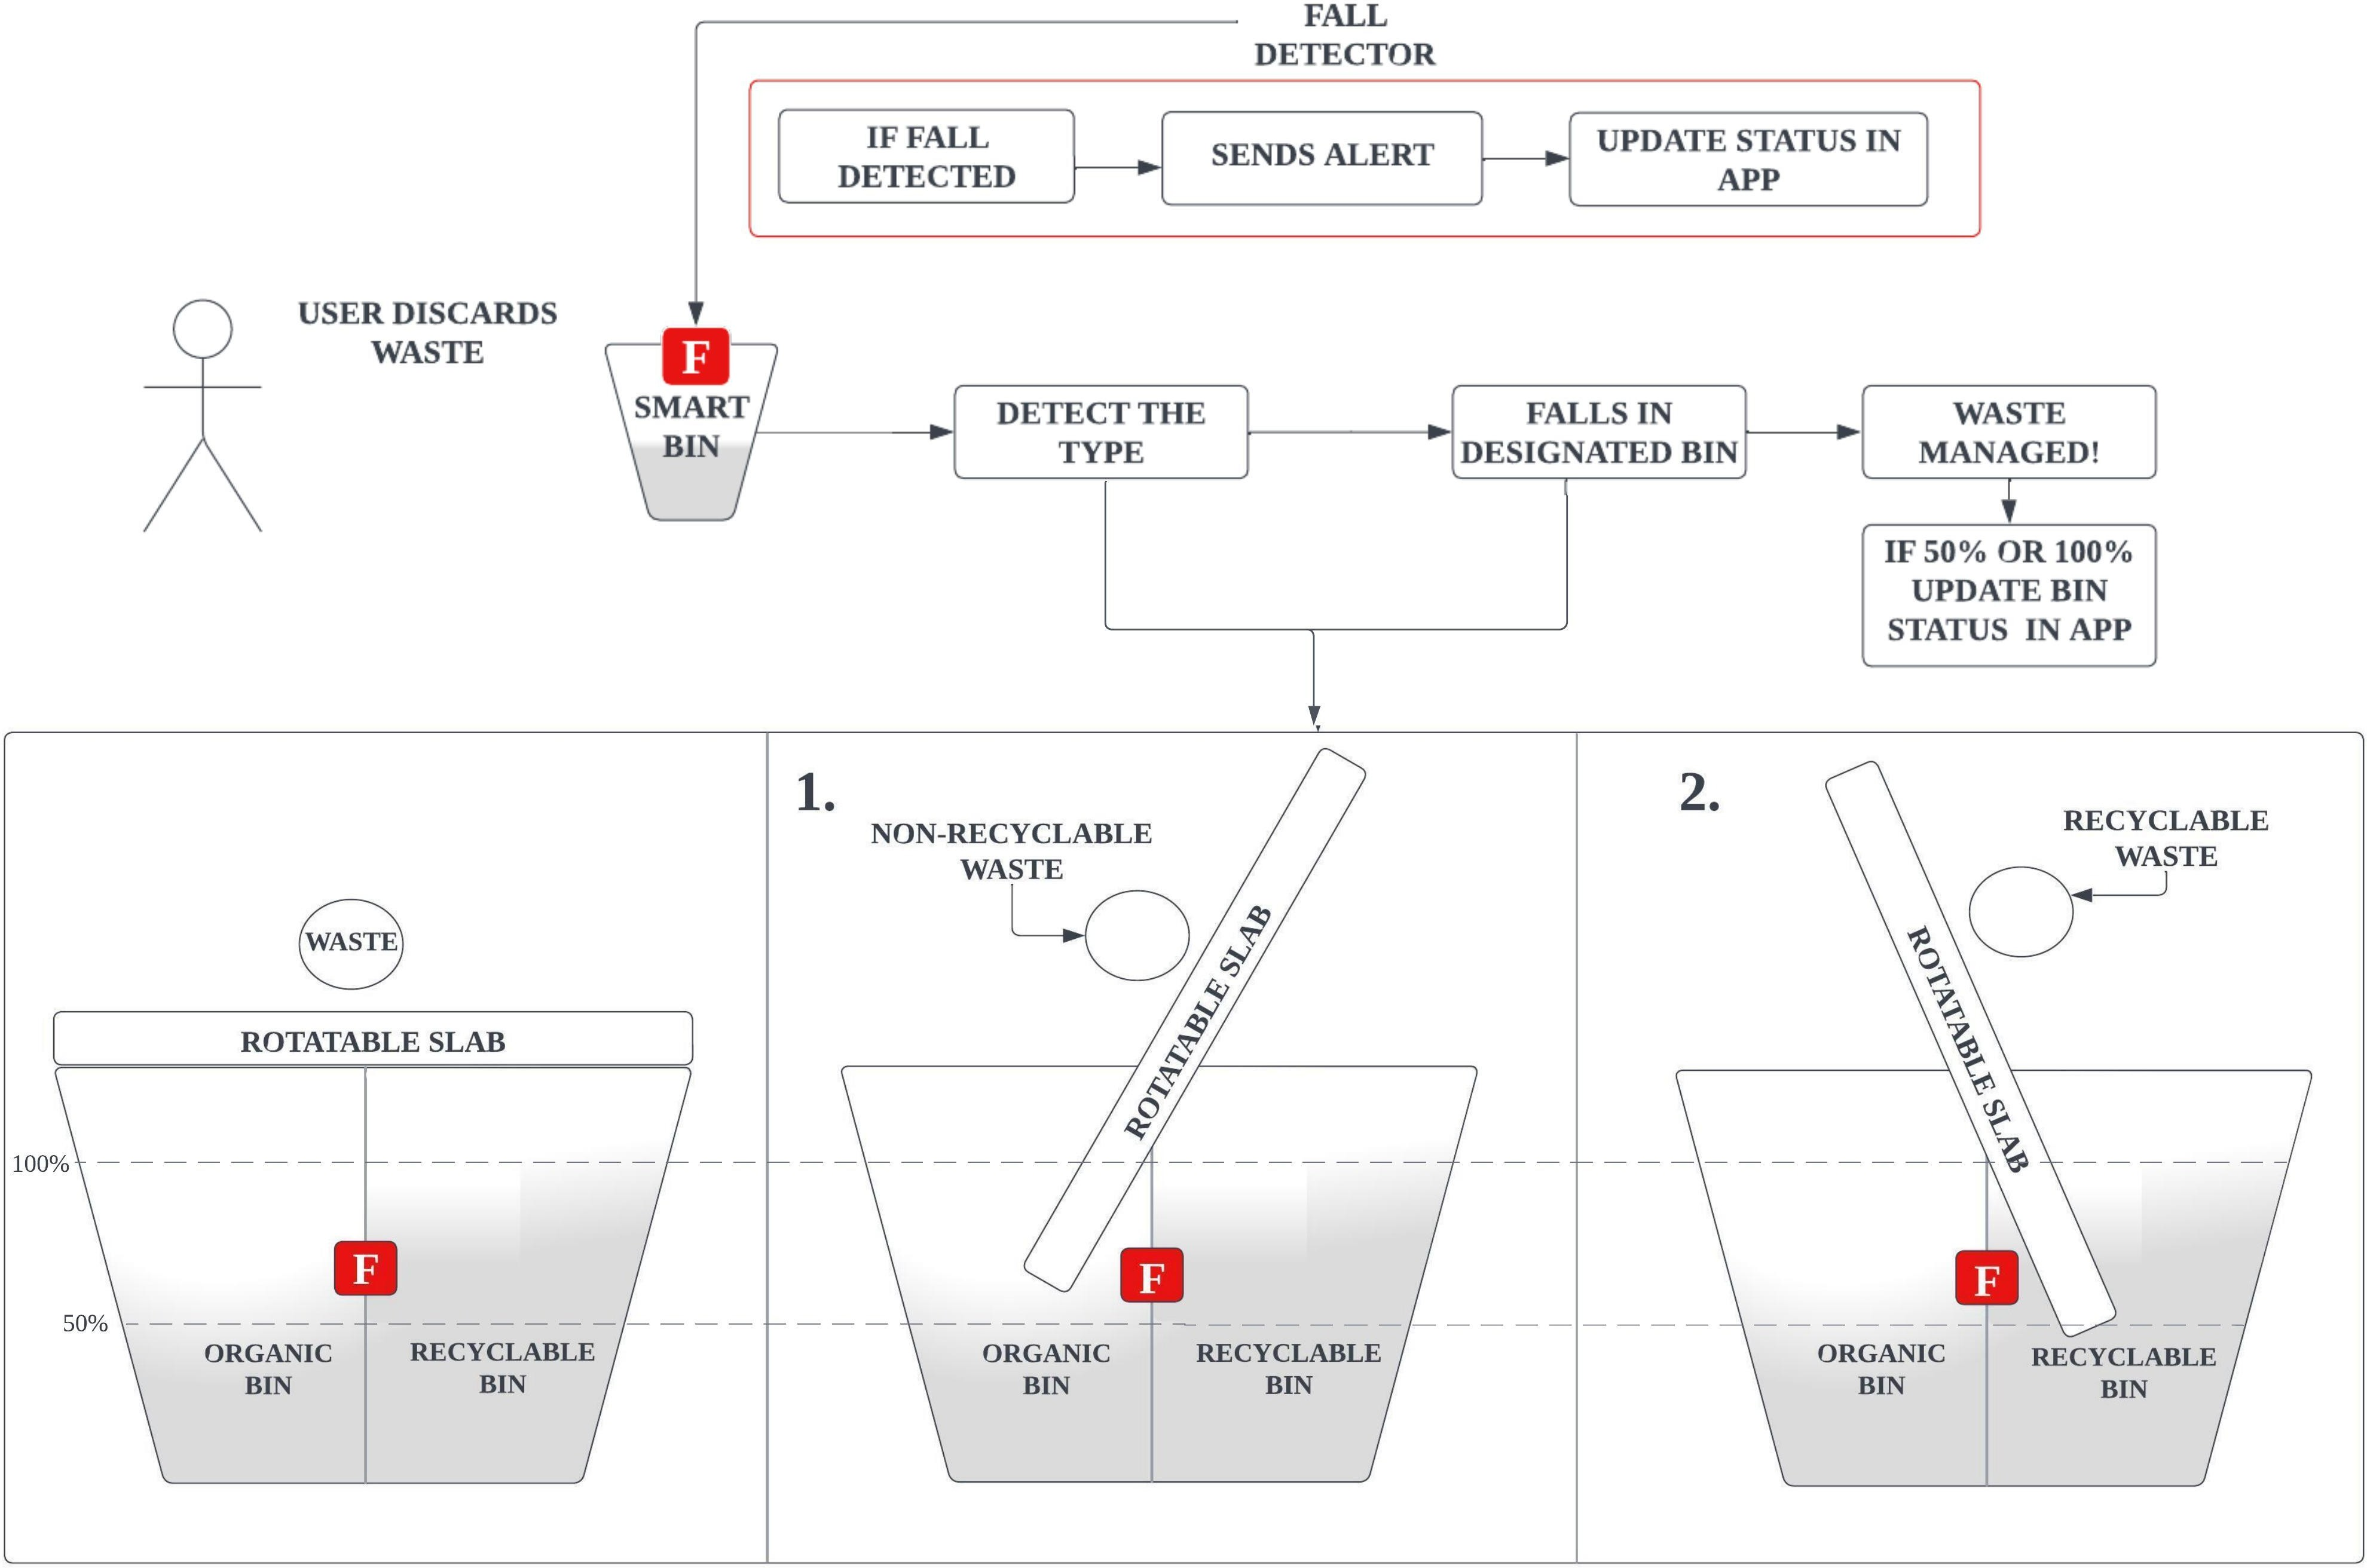 FALL
DETECTOR
IF FALL
DETECTED
SENDS ALERT
UPDATE STATUS IN
APP
USER DISCARDS
WASTE
F
SMART
BIN
DETECT THE
TYPE
FALLS IN
DESIGNATED BIN
WASTE
MANAGED!
IF 50% OR 100%
UPDATE BIN
STATUS IN APP
WASTE
ROTATABLE SLAB
100%
F
50%
ORGANIC
BIN
RECYCLABLE
BIN
1.
NON-RECYCLABLE
WASTE
ROTATABLE SLAB
F
ORGANIC
BIN
RECYCLABLE
BIN
2.
RECYCLABLE
WASTE
ROTATABLE SLAB
F
ORGANIC
BIN
RECYCLABLE
BIN